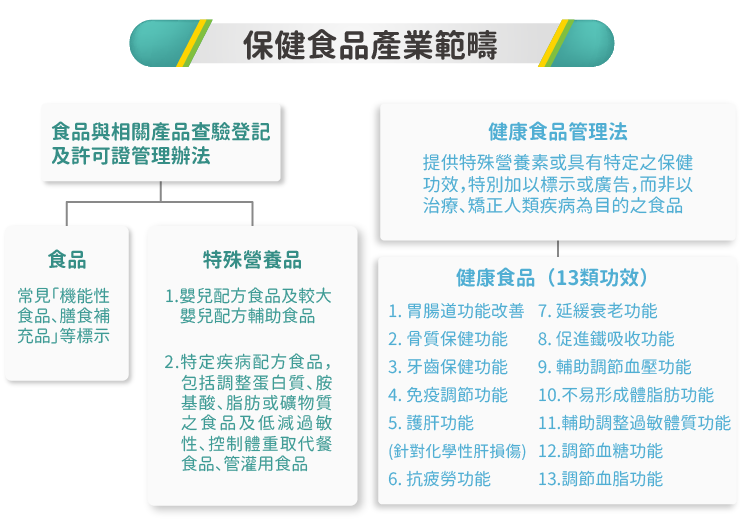 保健食品產業範疇
食品與相關產品查驗登記
及許可證管理辦法
食品
常見「機能性
食品、膳食補
充品」等標示
特殊營養品
1.嬰兒配方食品及較大
嬰兒配方輔助食品
2.特定疾病配方食品，
包括調整蛋白質、胺
基酸、脂肪或礦物質
之食品及低減過敏
性、控制體重取代餐
食品、管灌用食品
健康食品管理法
提供特殊營養素或具有特定之保健
功效，特別加以標示或廣告，而非以
治療、矯正人類疾病為目的之食品
健康食品（13類功效）
1. 胃腸道功能改善
2. 骨質保健功能
3. 牙齒保健功能
4. 免疫調節功能
5. 護肝功能
(針對化學性肝損傷)
6. 抗疲勞功能
7. 延緩衰老功能
8. 促進鐵吸收功能
9. 輔助調節血壓功能
10.不易形成體脂肪功能
11.輔助調整過敏體質功能
12.調節血糖功能
13.調節血脂功能